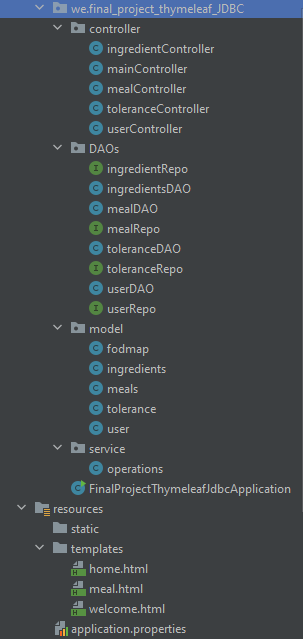 we.final_project_thymeleaf_JDBC
controller
ingredientController
mainController
mealController
toleranceController
userController
DAOs
ingredientRepo
ingredientsDAO
mealDAO
mealRepo
toleranceDAO
toleranceRepo
userDAO
userRepo
model
fodmap
ingredients
meals
tolerance
user
service
operations
FinalProjectThymeleafJdbcApplication
resources
static
templates
home.html
meal.html
welcome.html
application.properties